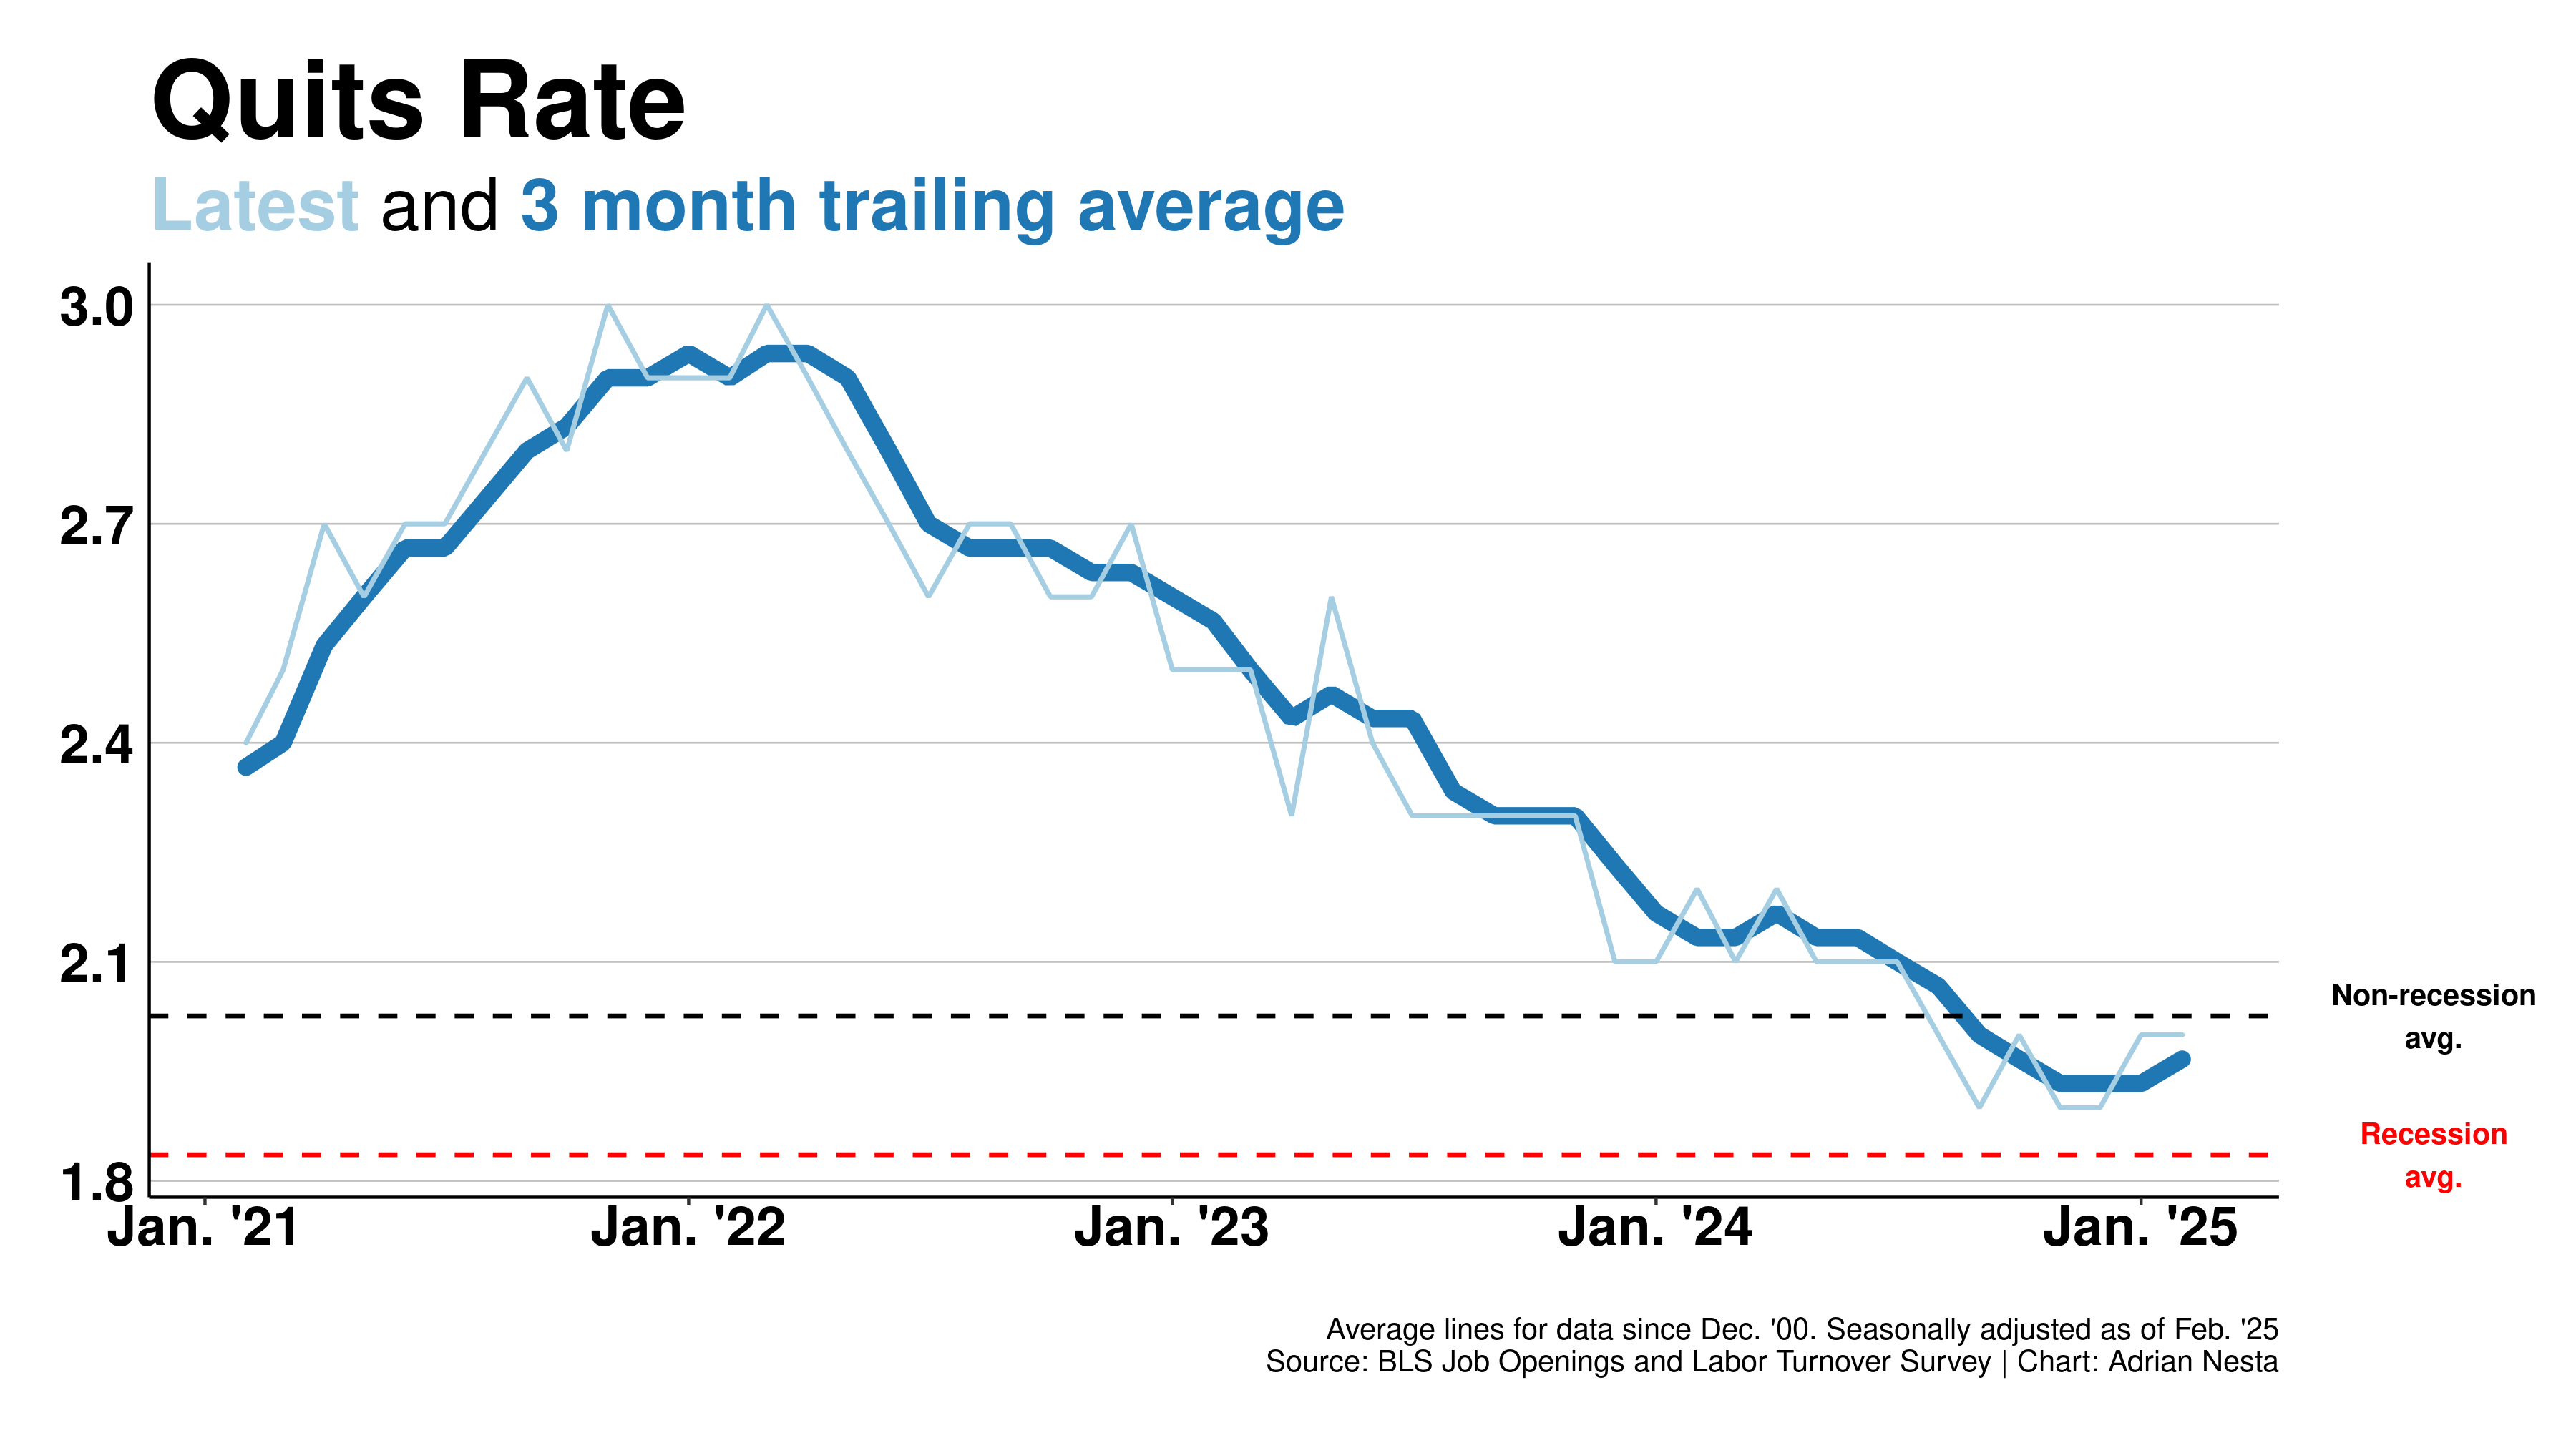 Quits Rate
Latest and 3 month trailing average
3.0
2.7
2.4
2.1
1.8
Non-recession
avg.
Recession
avg.
Jan. '21
Jan. '22
Jan. '23
Jan. '24
Jan. '25
Average lines for data since Dec. '00. Seasonally adjusted as of Feb. '25
Source: BLS Job Openings and Labor Turnover Survey | Chart: Adrian Nesta